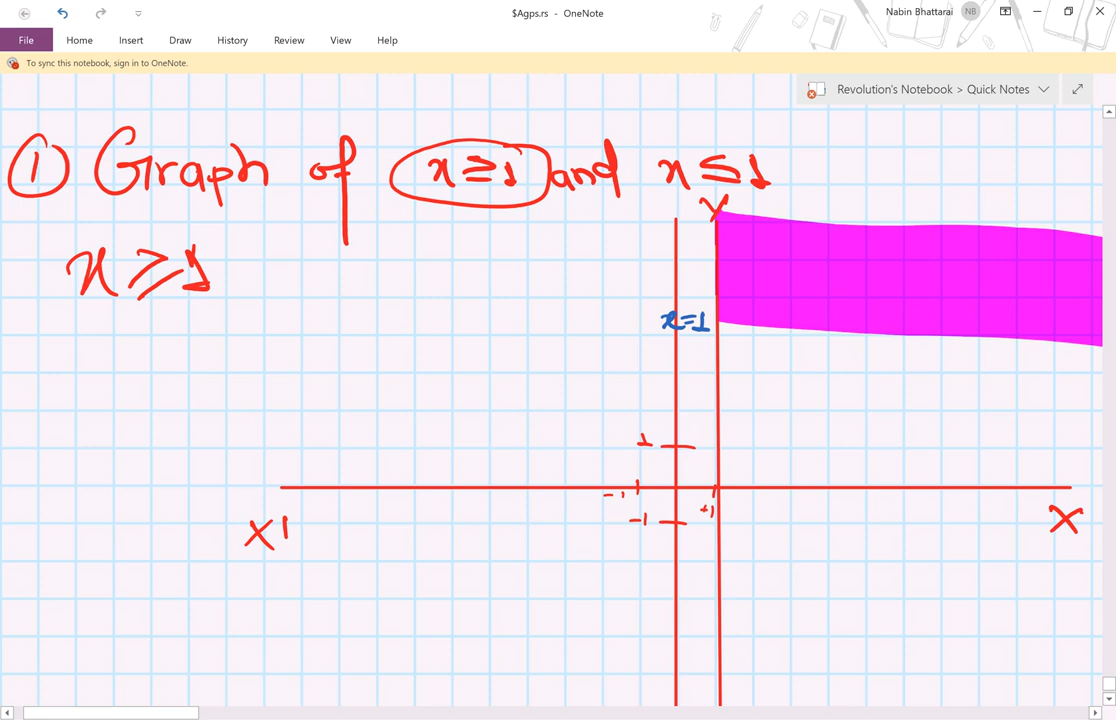 $Agps.rs - OneNote
Nabin Bhattarai NB
File Home Insert Draw History Review View Help
To sync this notebook, sign in to OneNote.
Revolution's Notebook > Quick Notes
① Graph of x ≥ 1 and x ≤ 1
Y
x ≥ 1
x=1
1
-1
+1
-1
X'
X